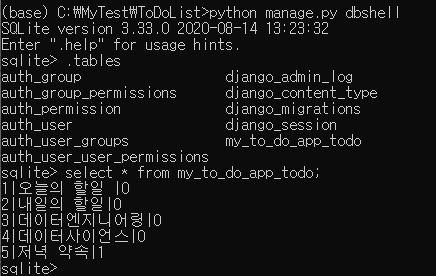 (base) C:₩MyTest₩ToDoList>python manage.py dbshell
SQLite version 3.33.0 2020-08-14 13:23:32
Enter ".help" for usage hints.
sqlite> .tables
auth_group django_admin_log
auth_group_permissions django_content_type
auth_permission django_migrations
auth_user django_session
auth_user_groups my_to_do_app_todo
auth_user_user_permissions
sqlite> select * from my_to_do_app_todo;
1|오늘의 할일 |0
2|내일의 할일|0
3|데이터엔지니어링|0
4|데이터사이언스|0
5|저녁 약속|1
sqlite>